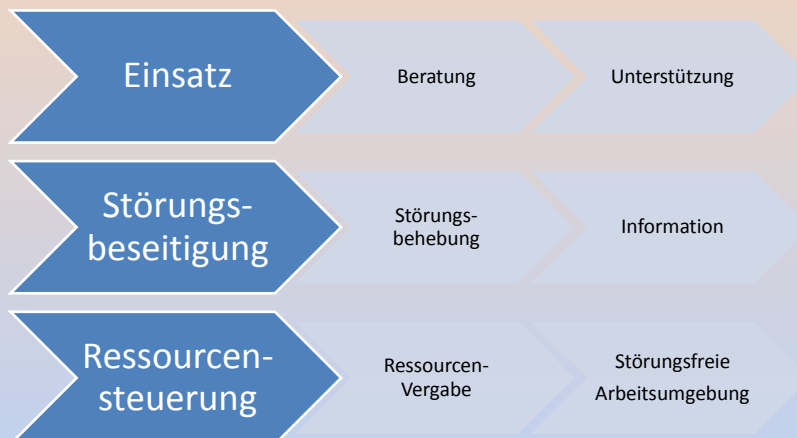 Einsatz
Beratung
Unterstützung
Störungs-
beseitigung
Störungs-
behebung
Information
Ressourcen-
steuerung
Ressourcen-
Vergabe
Störungsfreie
Arbeitsumgebung